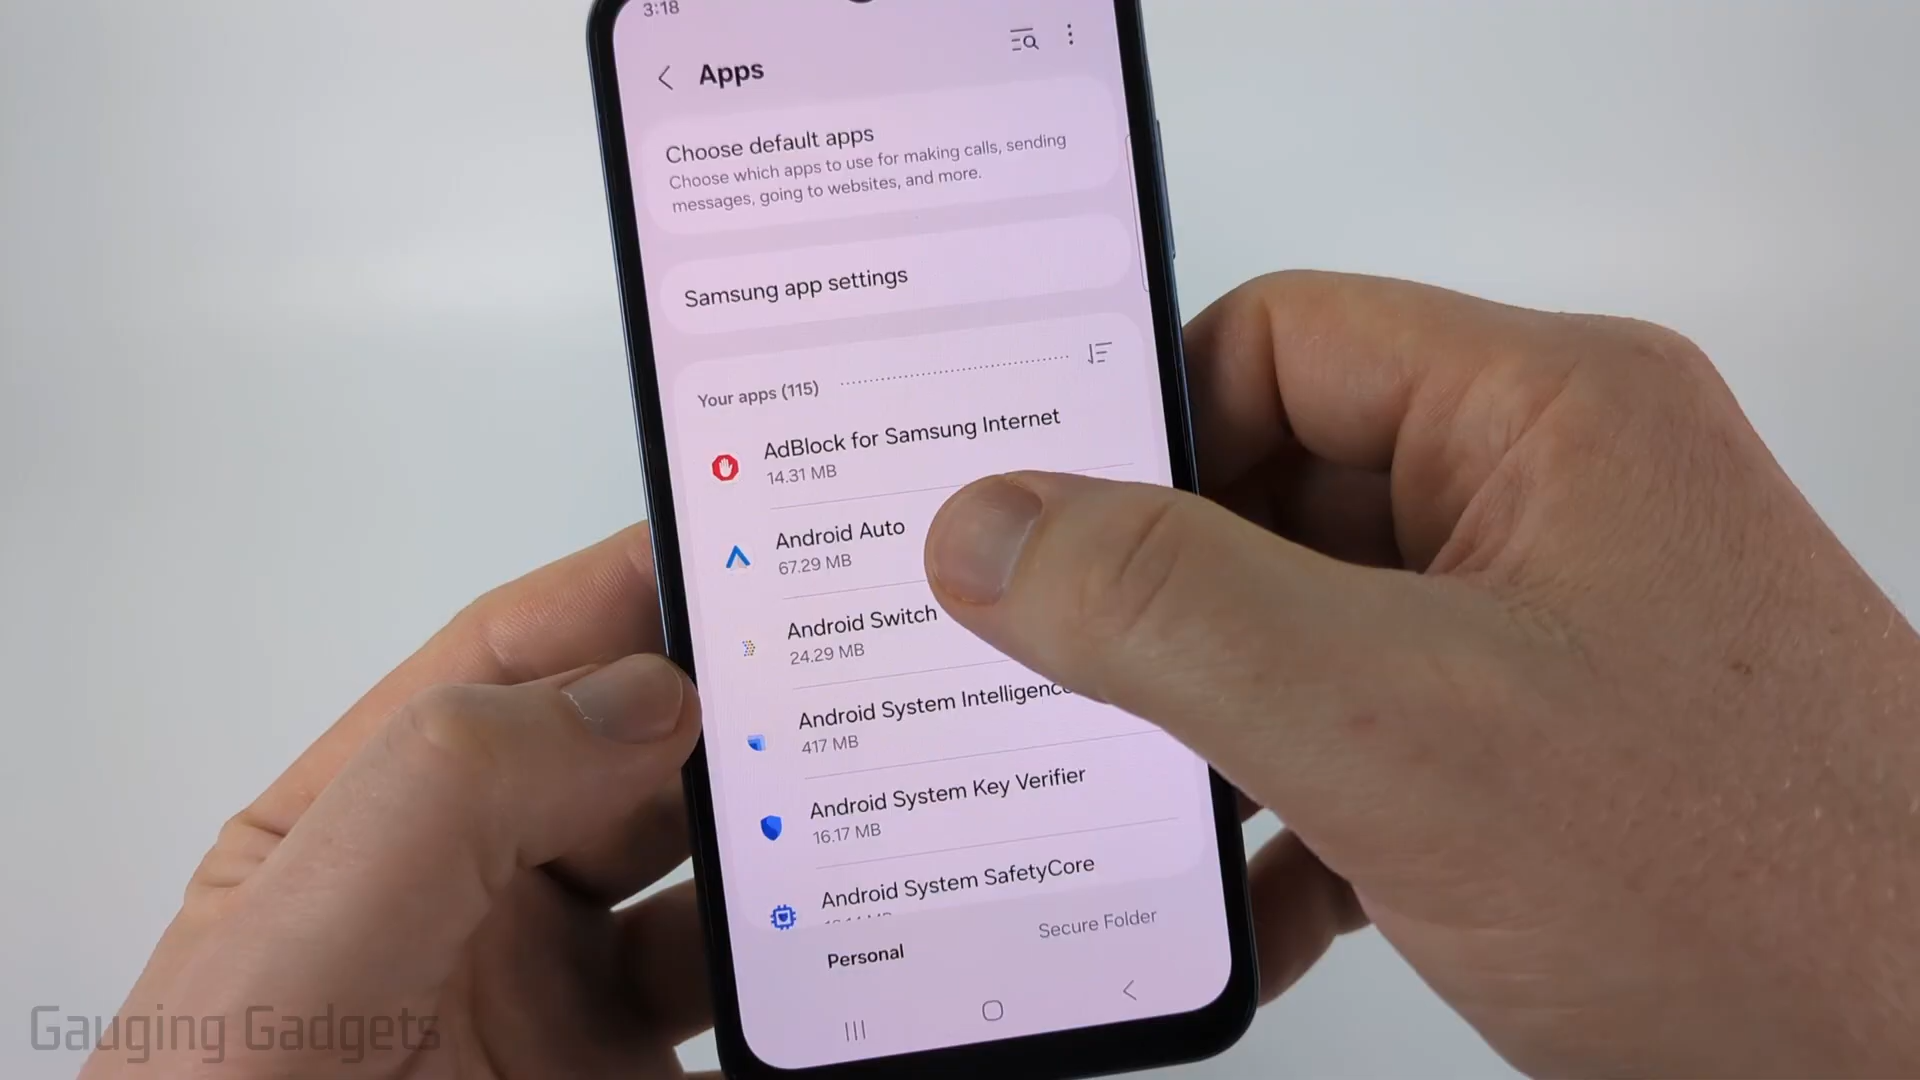 3:18
Apps
Choose default apps
Choose which apps to use for making calls, sending
messages, going to websites, and more.
Samsung app settings
Your apps (115)
AdBlock for Samsung Internet
14.31 MB
Android Auto
67.29 MB
Android Switch
24.29 MB
Android System Intelligence
417 MB
Android System Key Verifier
16.17 MB
Android System SafetyCore
Personal
Secure Folder
Gauging Gadgets